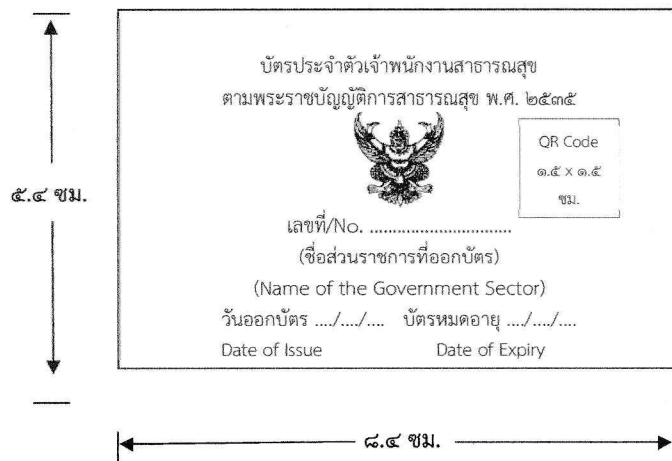 บัตรประจำตัวเจ้าพนักงานสาธารณสุข
ตามพระราชบัญญัติการสาธารณสุข พ.ศ. ๒๕๓๕
QR Code
๑.๕ x ๑.๕
ซม.
๕.๔ ซม.
เลขที่/No. ..............................
(ชื่อส่วนราชการที่ออกบัตร)
(Name of the Government Sector)
วันออกบัตร ..../..../.... บัตรหมดอายุ ..../..../....
Date of Issue Date of Expiry
๘.๔ ซม.